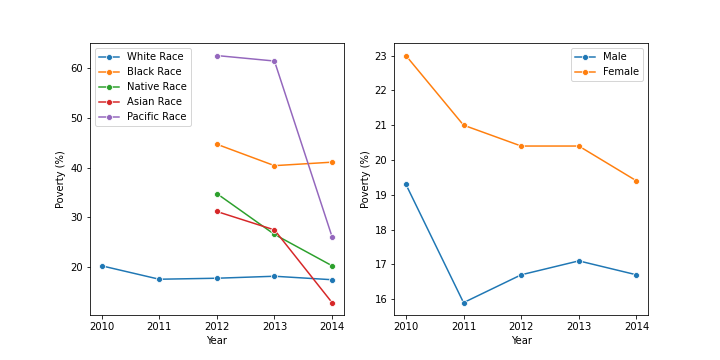 White Race
Black Race
Native Race
Asian Race
Pacific Race
60
50
40
30
20
Poverty (%)
2010 2011 2012 2013 2014
Year
Male
Female
23
22
21
20
19
18
17
16
Poverty (%)
2010 2011 2012 2013 2014
Year